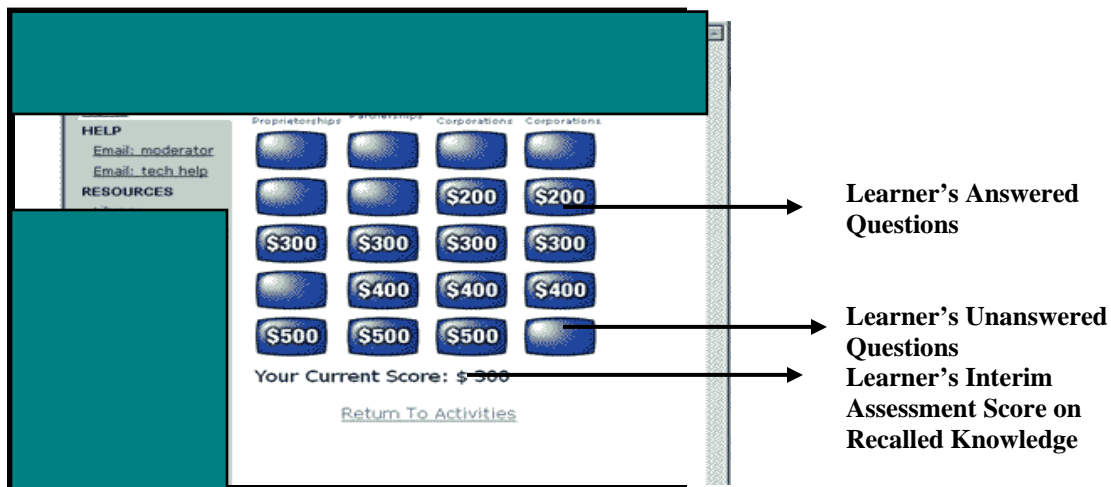 Proprietorships Partnerships Corporations Corporations
HELP
Email: moderator
Email: tech help
RESOURCES
$200 $200
$300 $300 $300 $300
$400 $400 $400
$500 $500 $500
Your Current Score: $ 300
Return To Activities
Learner’s Answered
Questions
Learner’s Unanswered
Questions
Learner’s Interim
Assessment Score on
Recalled Knowledge